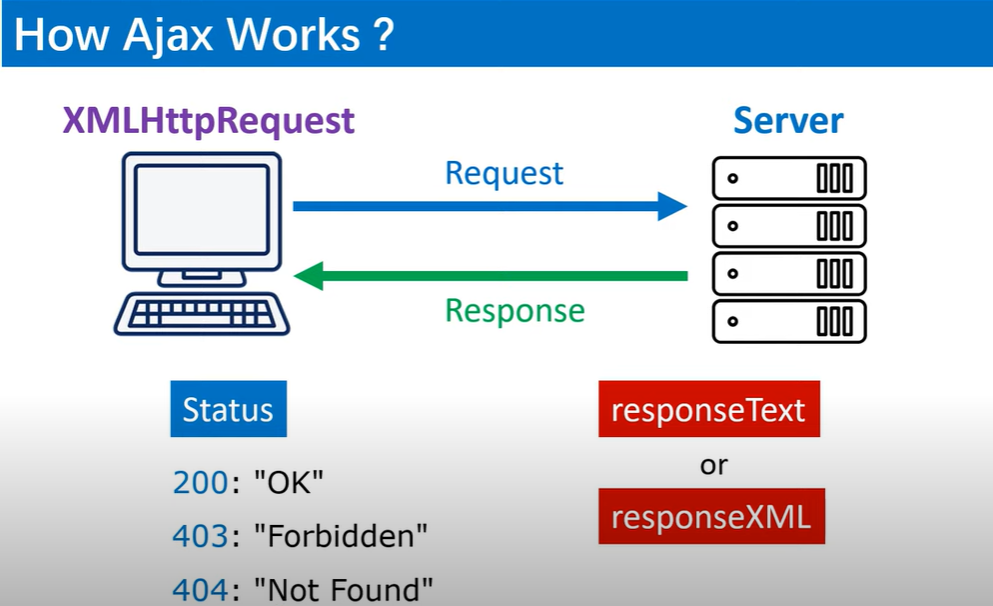 How Ajax Works ?
XMLHttpRequest
Server
Request
Response
Status
200: "OK"
403: "Forbidden"
404: "Not Found"
responseText
or
responseXML